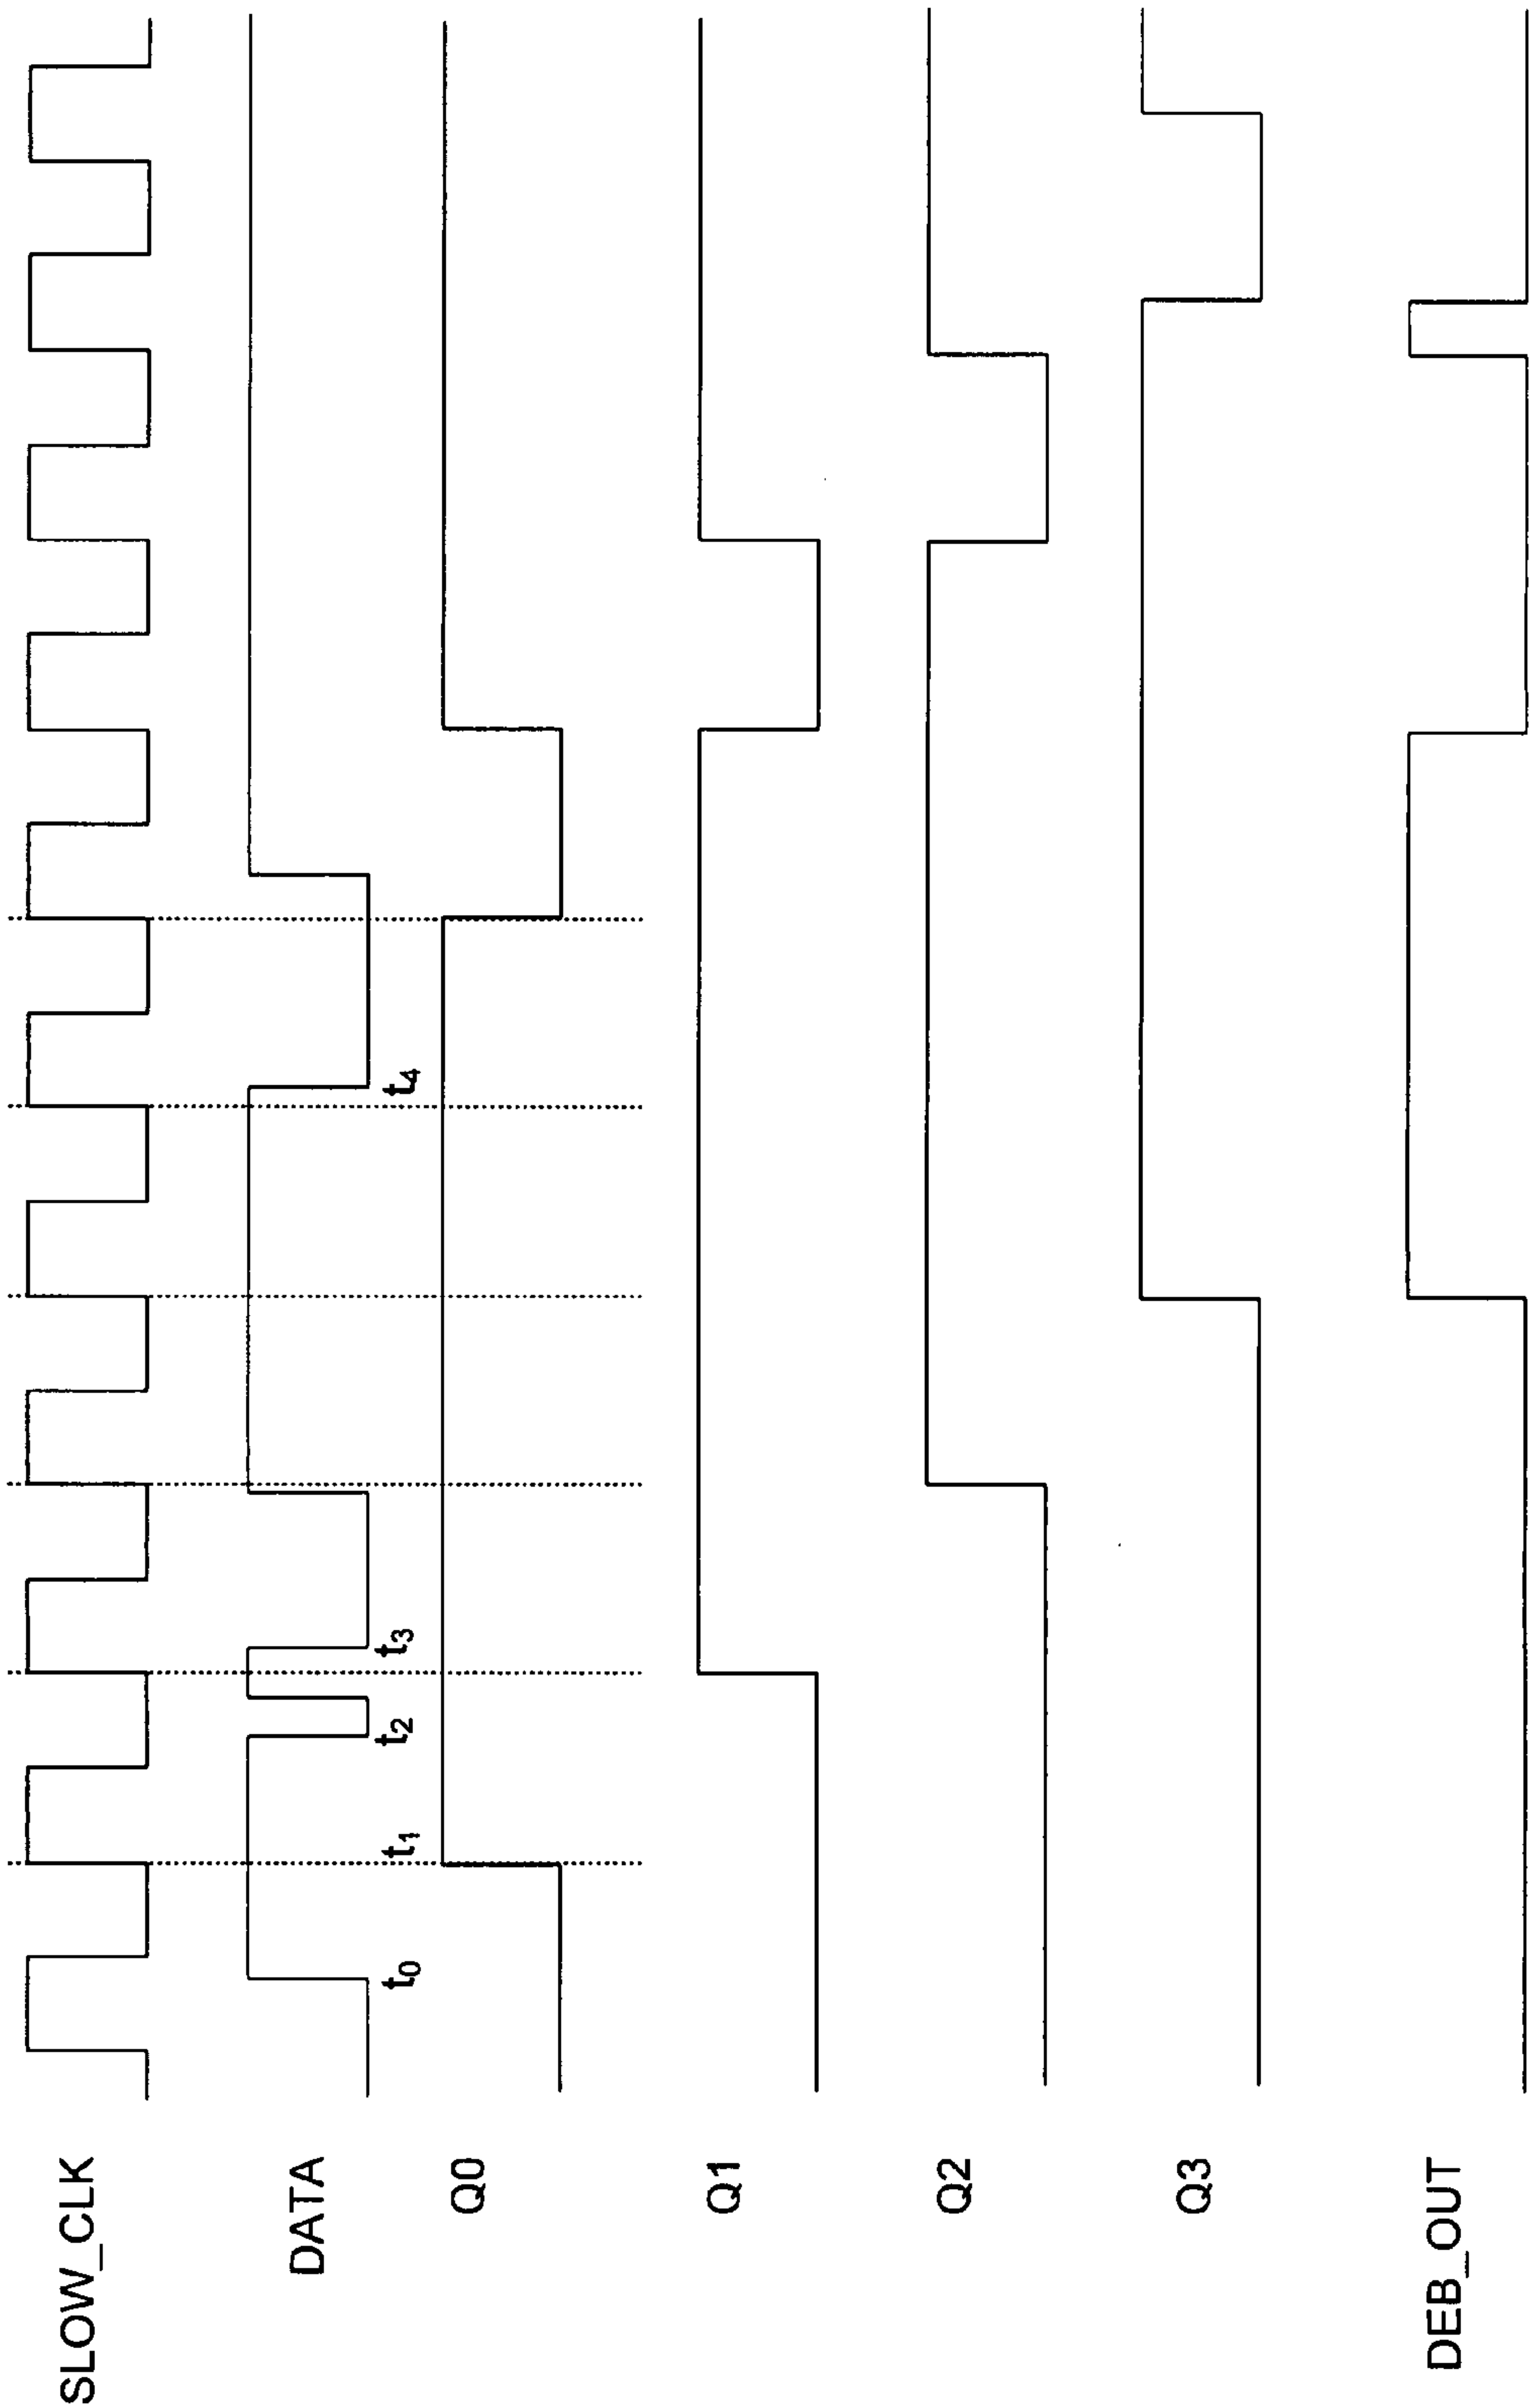 SLOW_CLK
DATA
t0 t1 t2 t3 t4
Q0
Q1
Q2
Q3
DEB_OUT